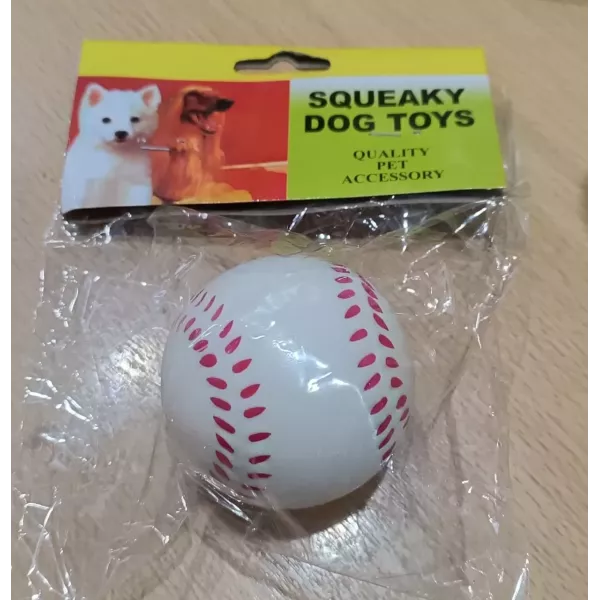 SQUEAKY
DOG TOYS
QUALITY
PET
ACCESSORY